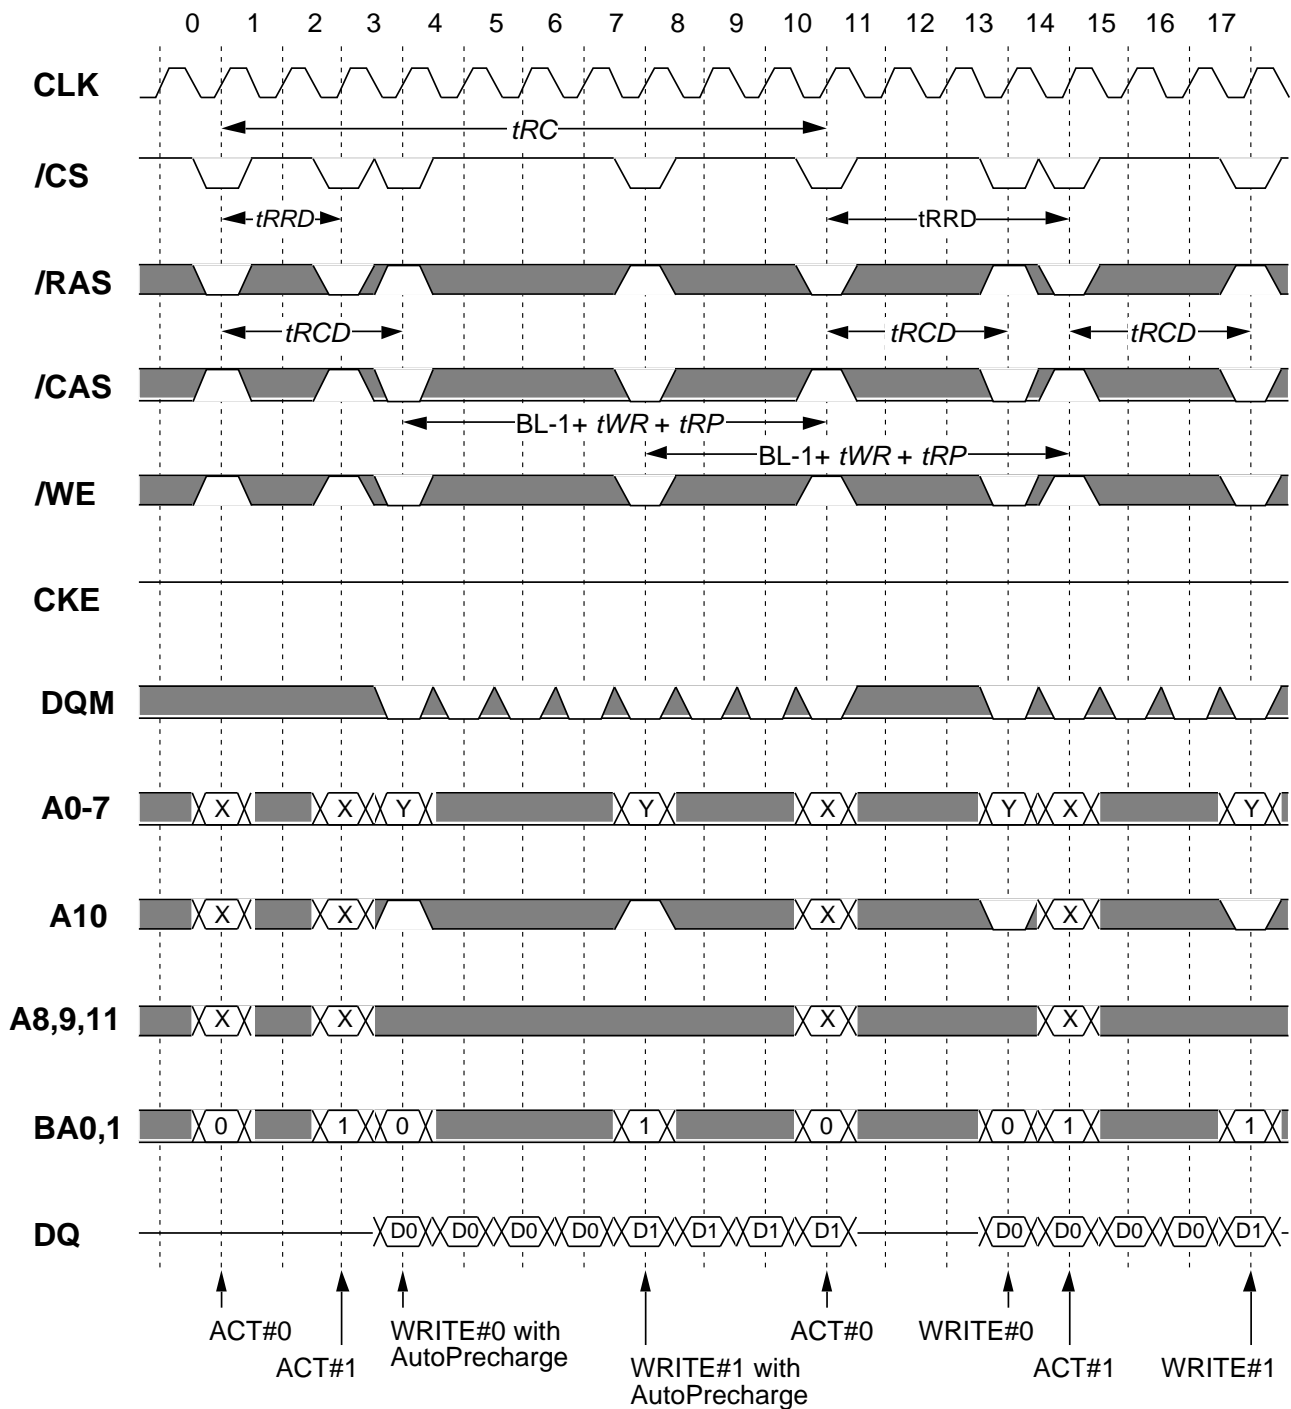 0 1 2 3 4 5 6 7 8 9 10 11 12 13 14 15 16 17
CLK
tRC
/CS
tRRD tRRD
/RAS
tRCD tRCD tRCD
/CAS
BL-1+ tWR + tRP
BL-1+ tWR + tRP
/WE
CKE
DQM
A0-7 X X Y Y X Y X Y
A10 X X X X
A8,9,11 X X X X
BA0,1 0 1 0 1 0 0 1 1
DQ D0 D0 D0 D0 D1 D1 D1 D1 D0 D0 D0 D0 D1
ACT#0 WRITE#0 with ACT#0 WRITE#0
AutoPrecharge
ACT#1 WRITE#1 with ACT#1 WRITE#1
AutoPrecharge